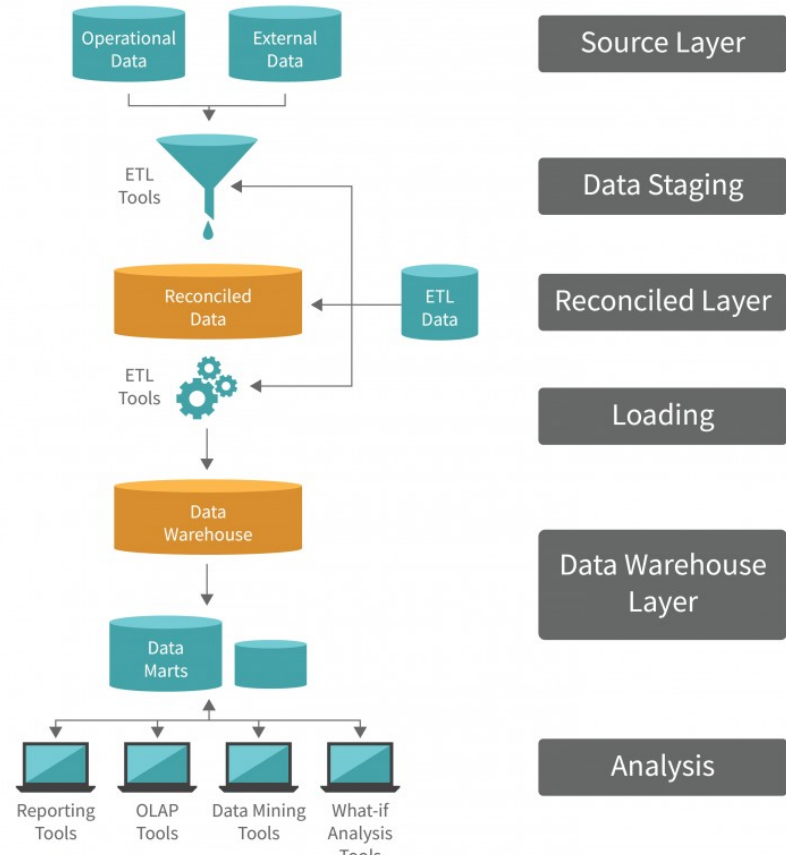 Operational
Data
External
Data
Source Layer
ETL
Tools
Data Staging
Reconciled
Data
ETL
Data
Reconciled Layer
ETL
Tools
Loading
Data
Warehouse
Data Warehouse
Layer
Data
Marts
Analysis
Reporting
Tools
OLAP
Tools
Data Mining
Tools
What-if
Analysis
Tools